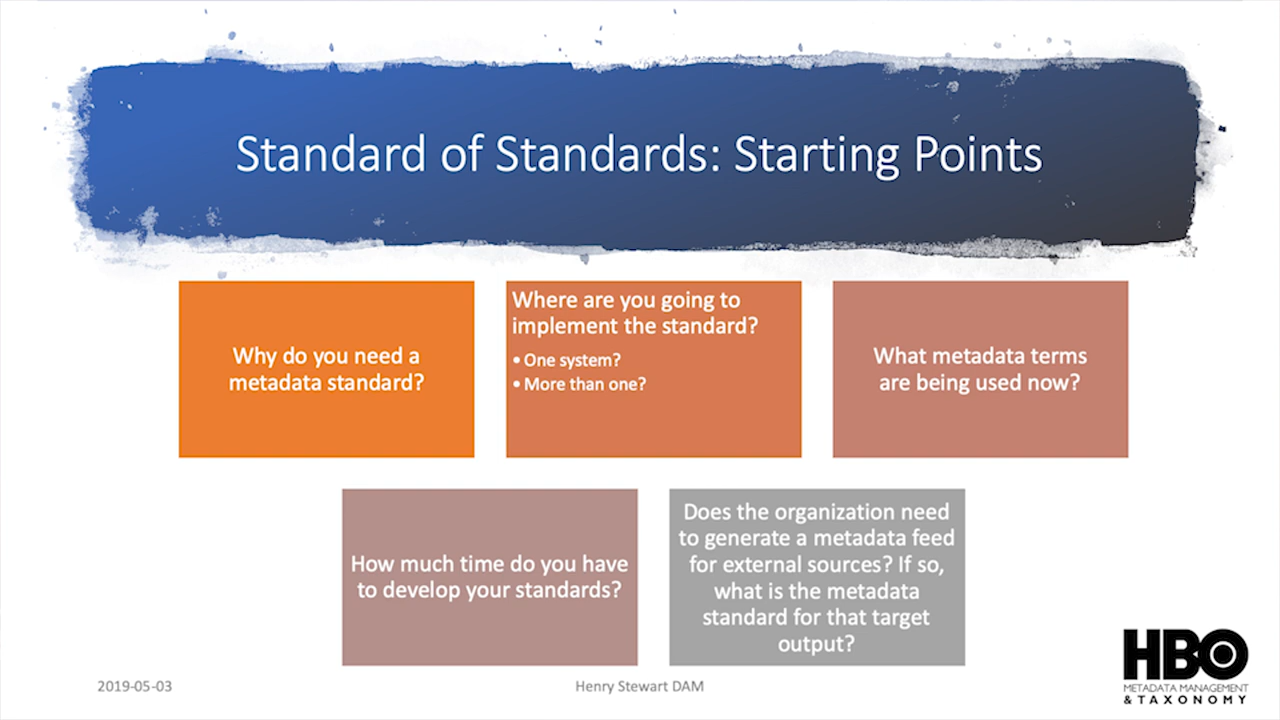 Standard of Standards: Starting Points
Why do you need a
metadata standard?
Where are you going to
implement the standard?
• One system?
• More than one?
What metadata terms
are being used now?
How much time do you have
to develop your standards?
Does the organization need
to generate a metadata feed
for external sources? If so,
what is the metadata
standard for that target
output?
2019-05-03
Henry Stewart DAM
HBO
METADATA MANAGEMENT
& TAXONOMY